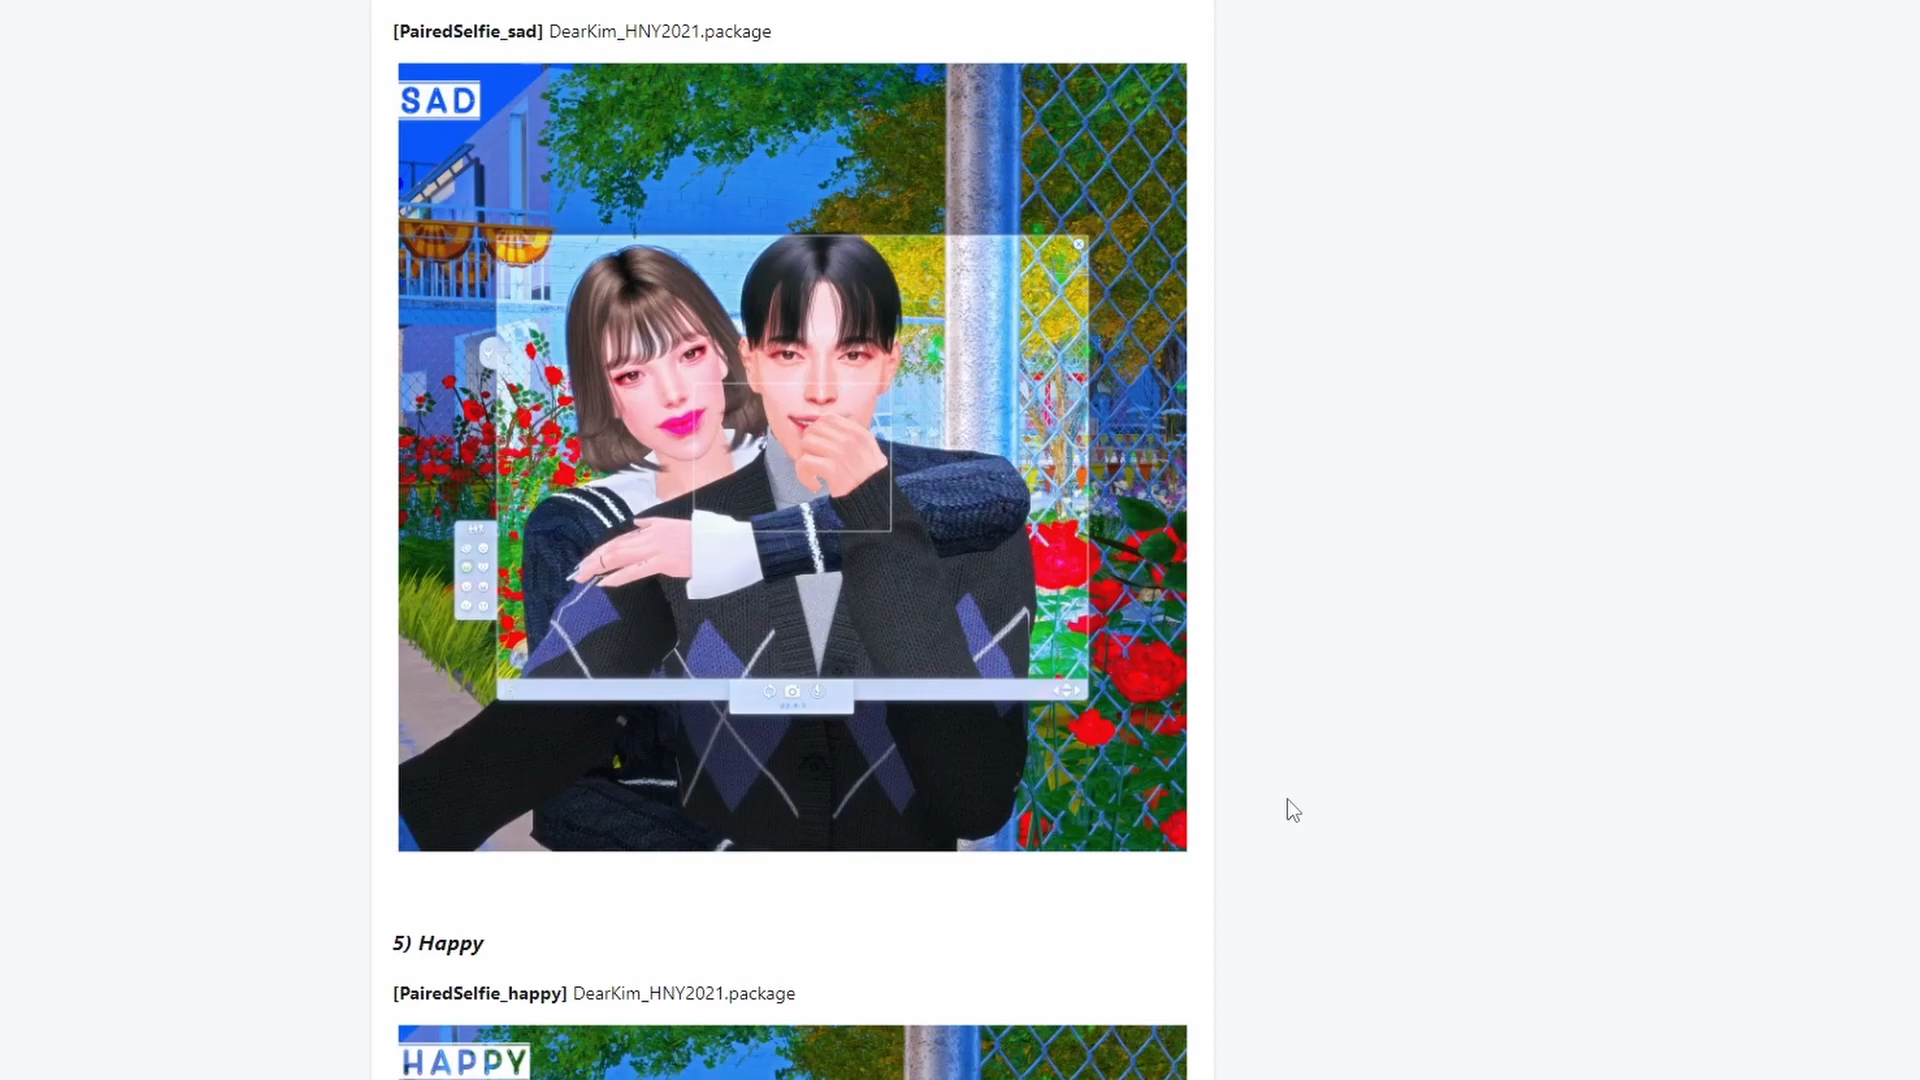 [PairedSelfie_sad] DearKim_HNY2021.package
SAD
5) Happy
[PairedSelfie_happy] DearKim_HNY2021.package
HAPPY